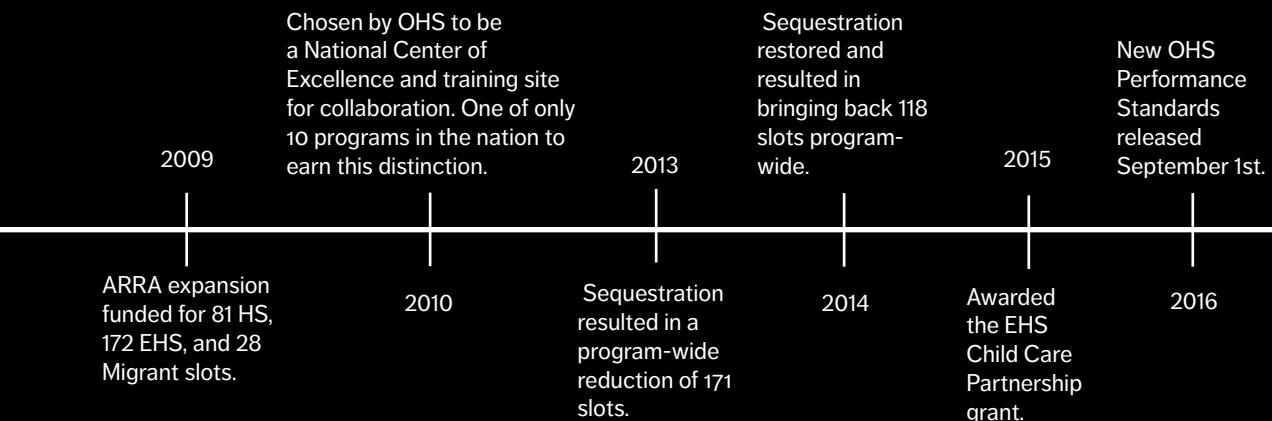 2009
ARRA expansion
funded for 81 HS,
172 EHS, and 28
Migrant slots.
Chosen by OHS to be
a National Center of
Excellence and training site
for collaboration. One of only
10 programs in the nation to
earn this distinction.
2010
2013
Sequestration
resulted in a
program-wide
reduction of 171
slots.
Sequestration
restored and
resulted in
bringing back 118
slots program-
wide.
2014
2015
Awarded
the EHS
Child Care
Partnership
grant.
New OHS
Performance
Standards
released
September 1st.
2016